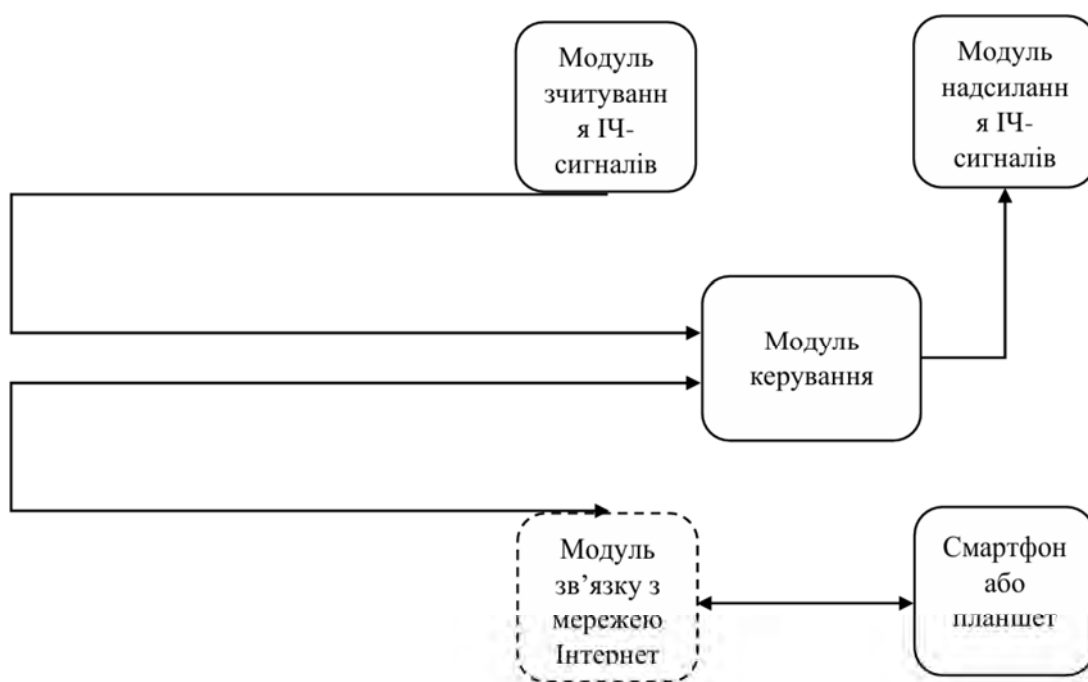 Модуль
зчитуванн
я ІЧ-
сигналів
Модуль
надсиланн
я ІЧ-
сигналів
Модуль
керування
Модуль
зв’язку з
мережею
Інтернет
Смартфон
або
планшет